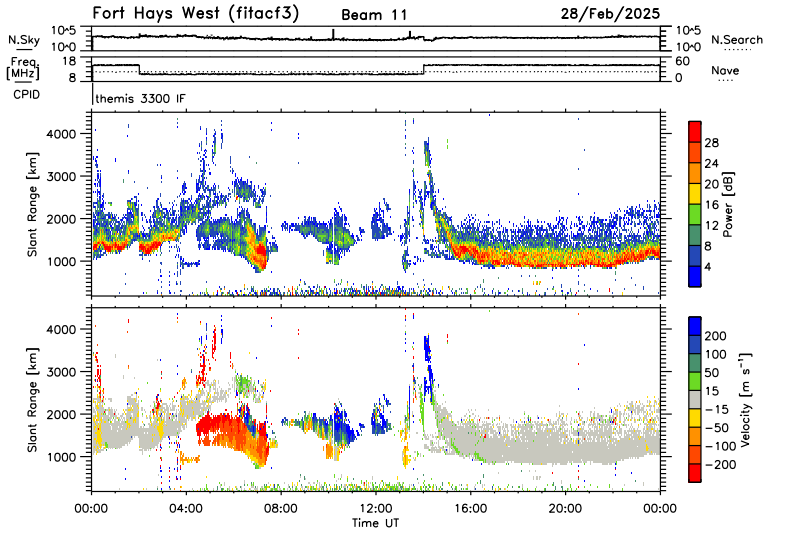 Fort Hays West (fitacf3) Beam 11 28/Feb/2025
N.Sky 10^5 10^0 10^5 10^0 N.Search
Freq. [MHz] 18 8 60 0 Nave
CPID themis 3300 IF
Slant Range [km] 4000 3000 2000 1000
28 24 20 16 12 8 4 Power [dB]
Slant Range [km] 4000 3000 2000 1000
200 100 50 15 −15 −50 −100 −200 Velocity [m s⁻¹]
00:00 04:00 08:00 12:00 16:00 20:00 00:00
Time UT